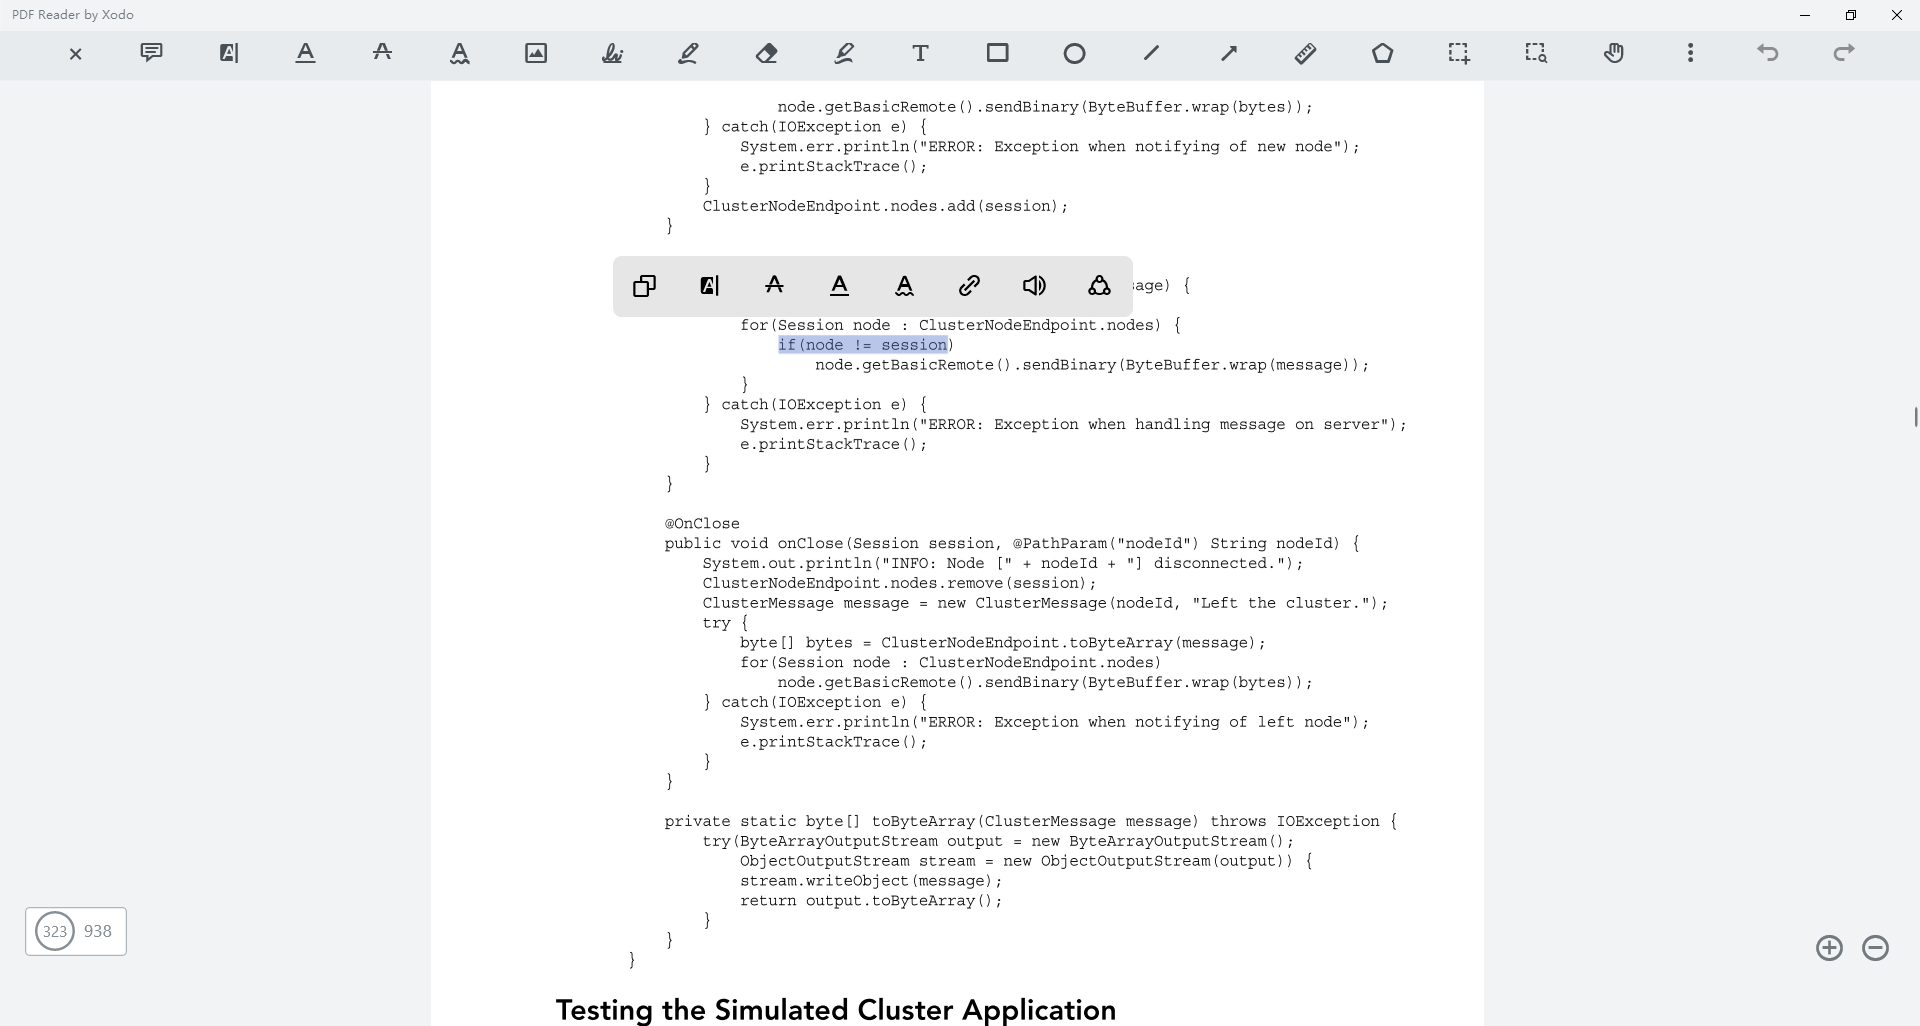 PDF Reader by Xodo
node.getBasicRemote().sendBinary(ByteBuffer.wrap(bytes));
} catch(IOException e) {
System.err.println("ERROR: Exception when notifying of new node");
e.printStackTrace();
}
ClusterNodeEndpoint.nodes.add(session);
}
sage) {
for(Session node : ClusterNodeEndpoint.nodes) {
if(node != session)
node.getBasicRemote().sendBinary(ByteBuffer.wrap(message));
}
} catch(IOException e) {
System.err.println("ERROR: Exception when handling message on server");
e.printStackTrace();
}
}
@OnClose
public void onClose(Session session, @PathParam("nodeId") String nodeId) {
System.out.println("INFO: Node [" + nodeId + "] disconnected.");
ClusterNodeEndpoint.nodes.remove(session);
ClusterMessage message = new ClusterMessage(nodeId, "Left the cluster.");
try {
byte[] bytes = ClusterNodeEndpoint.toByteArray(message);
for(Session node : ClusterNodeEndpoint.nodes)
node.getBasicRemote().sendBinary(ByteBuffer.wrap(bytes));
} catch(IOException e) {
System.err.println("ERROR: Exception when notifying of left node");
e.printStackTrace();
}
}
private static byte[] toByteArray(ClusterMessage message) throws IOException {
try(ByteArrayOutputStream output = new ByteArrayOutputStream();
ObjectOutputStream stream = new ObjectOutputStream(output)) {
stream.writeObject(message);
return output.toByteArray();
}
}
}
323 938
Testing the Simulated Cluster Application